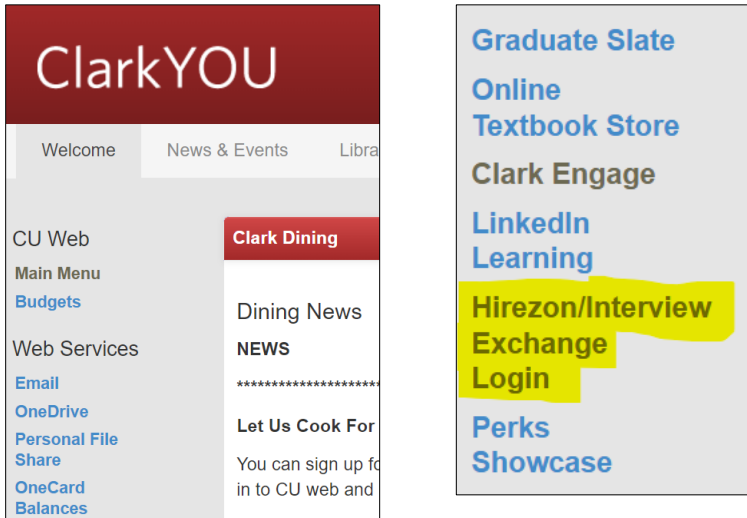 ClarkYOU
Welcome
News & Events
Libra
CU Web
Main Menu
Budgets
Web Services
Email
OneDrive
Personal File
Share
OneCard
Balances
Clark Dining
Dining News
NEWS
*********************
Let Us Cook For
You can sign up fo
in to CU web and
Graduate Slate
Online
Textbook Store
Clark Engage
LinkedIn
Learning
Hirezon/Interview
Exchange
Login
Perks
Showcase